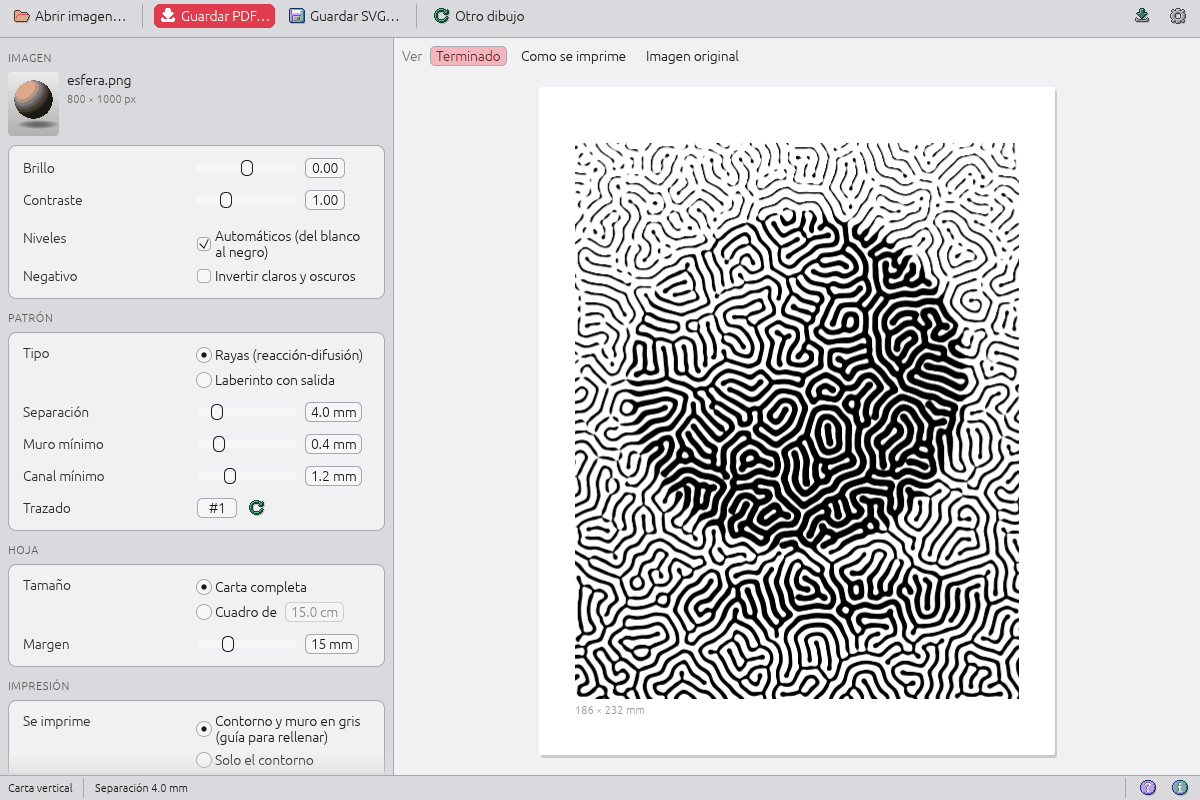 Abrir imagen... Guardar PDF... Guardar SVG... Otro dibujo
IMAGEN
esfera.png
800 × 1000 px
Brillo 0.00
Contraste 1.00
Niveles Automáticos (del blanco
al negro)
Negativo Invertir claros y oscuros
PATRÓN
Tipo Rayas (reacción-difusión)
Laberinto con salida
Separación 4.0 mm
Muro mínimo 0.4 mm
Canal mínimo 1.2 mm
Trazado #1
HOJA
Tamaño Carta completa
Cuadro de 15.0 cm
Margen 15 mm
IMPRESIÓN
Se imprime Contorno y muro en gris
(guía para rellenar)
Solo el contorno
Ver Terminado Como se imprime Imagen original
186 × 232 mm
Carta vertical Separación 4.0 mm